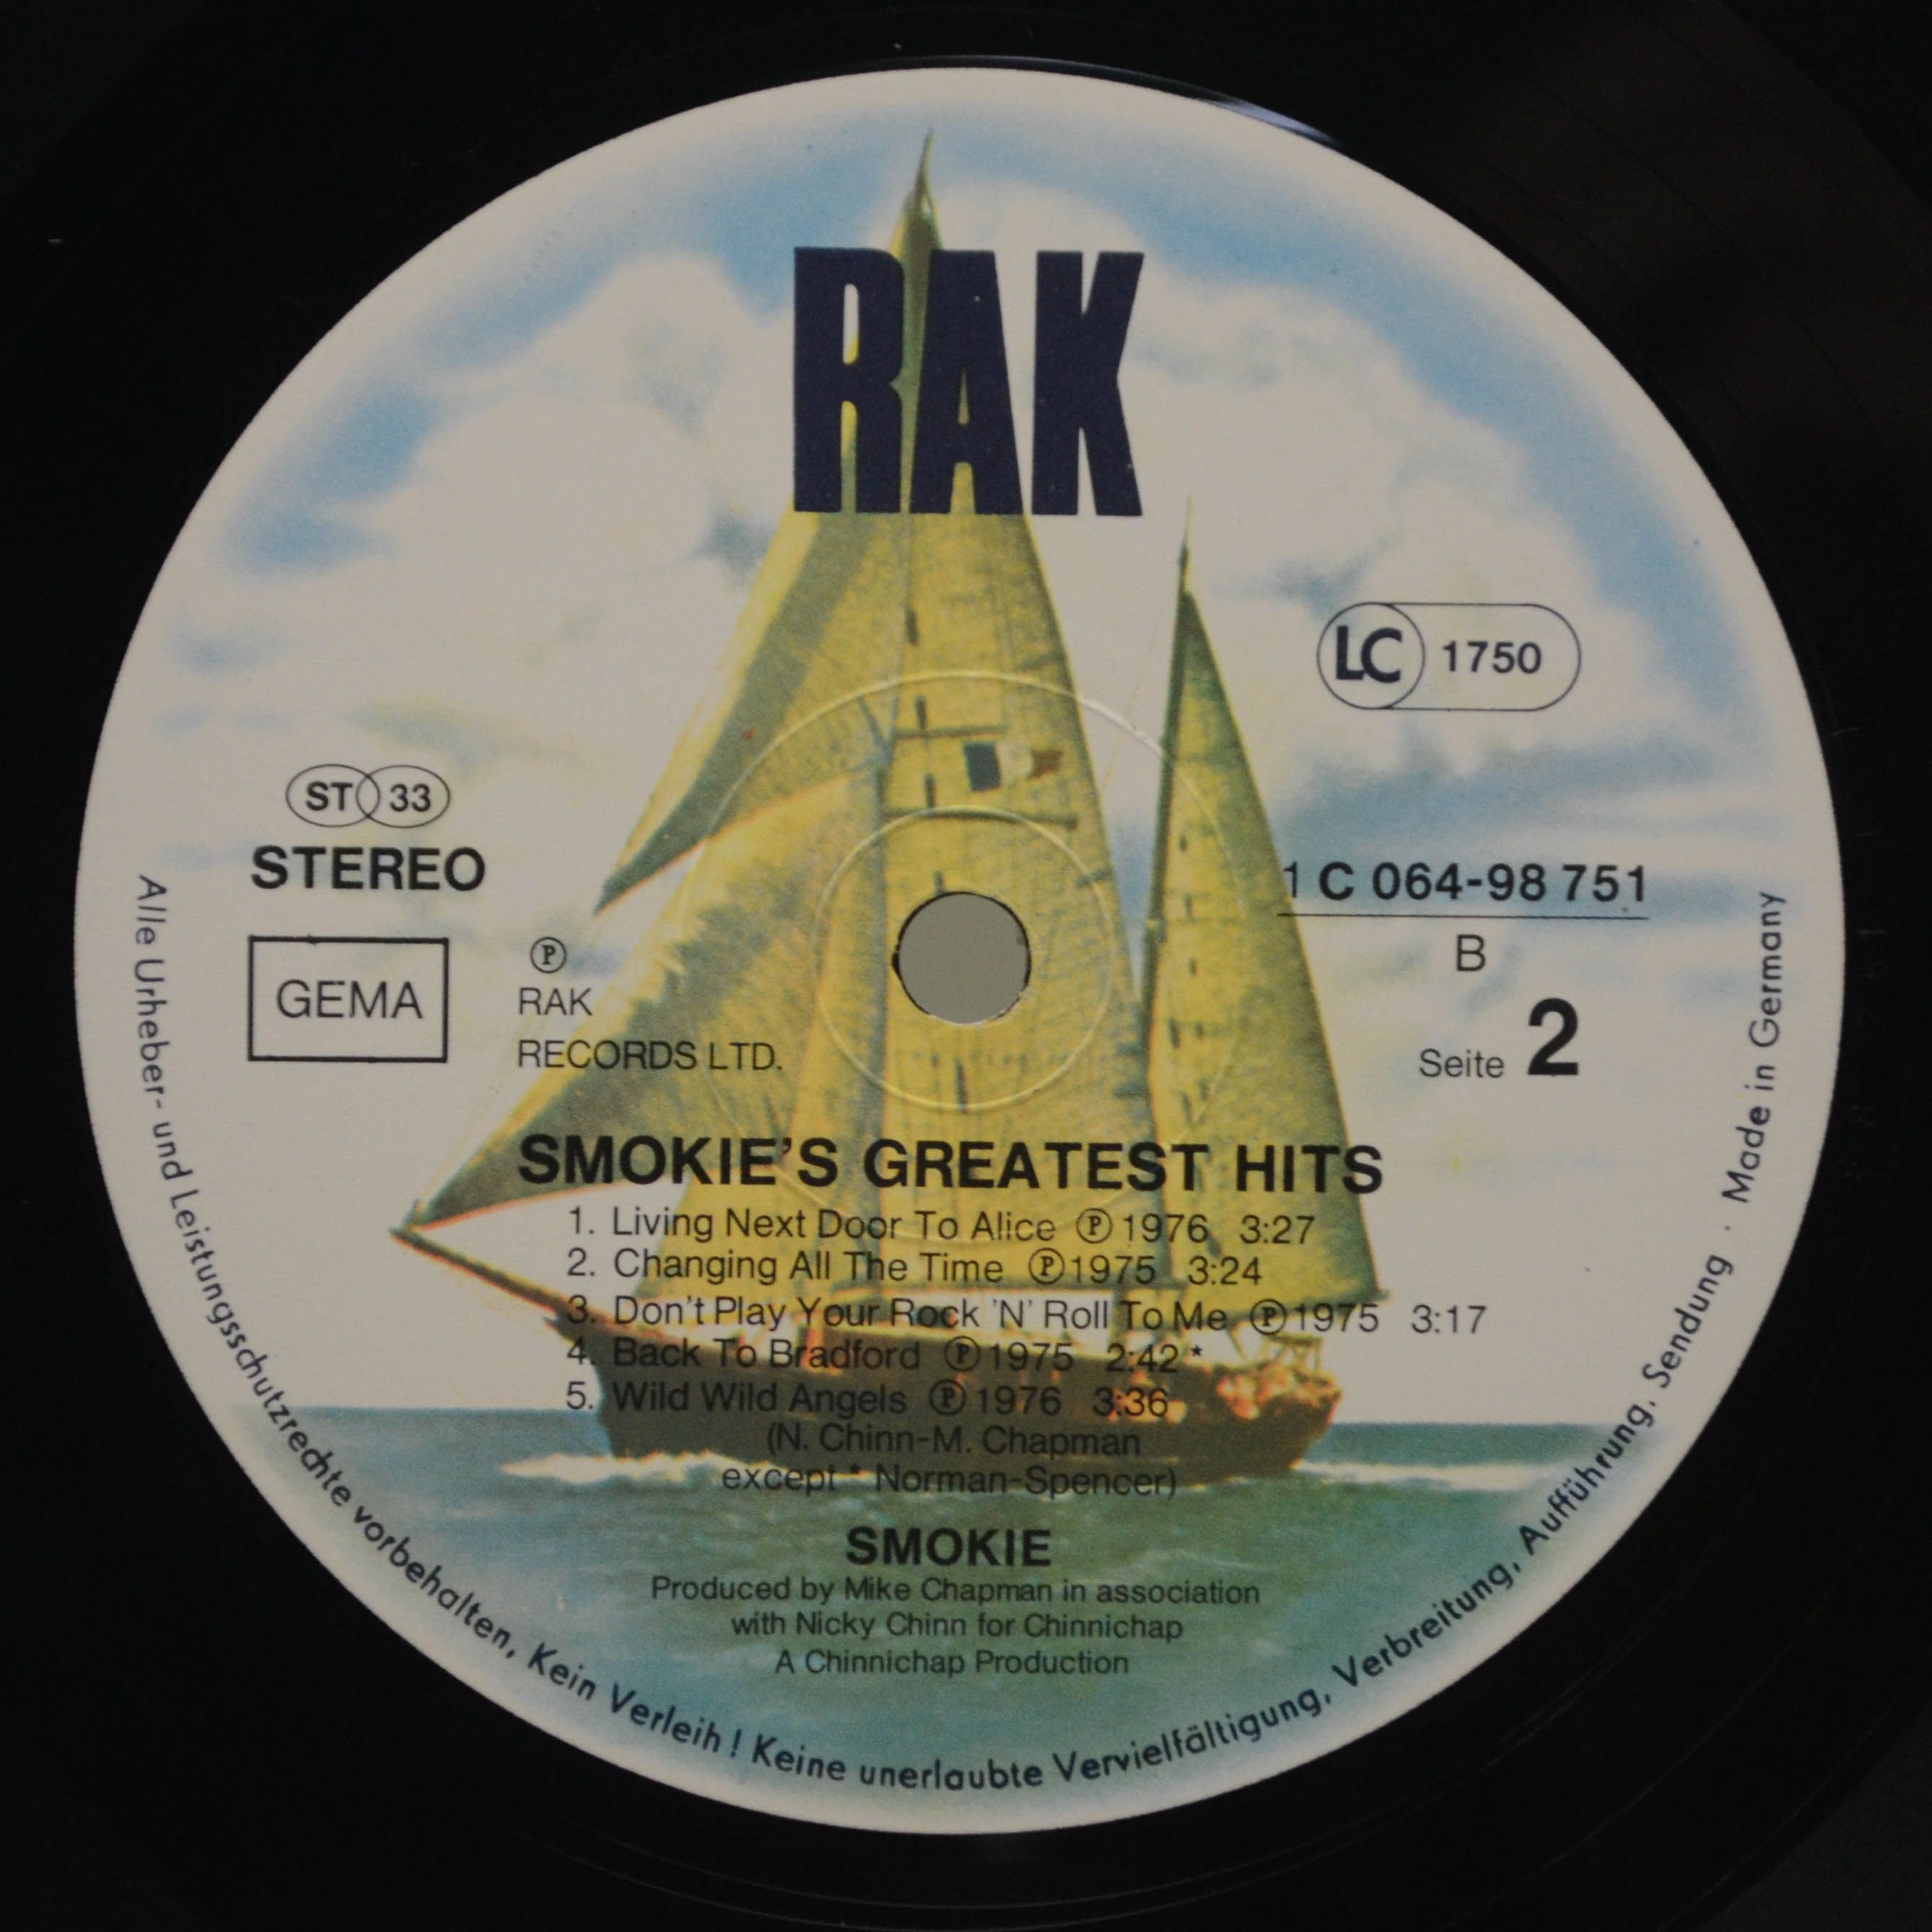 RAK
LC 1750
ST 33
STEREO
1 C 064-98 751
GEMA
Ⓟ
RAK
RECORDS LTD.
B
Seite 2
SMOKIE'S GREATEST HITS
1. Living Next Door To Alice Ⓟ 1976 3:27
2. Changing All The Time Ⓟ 1975 3:24
3. Don't Play Your Rock 'N' Roll To Me Ⓟ 1975 3:17
4. Back To Bradford Ⓟ 1975 2:42 *
5. Wild Wild Angels Ⓟ 1976 3:36
(N. Chinn-M. Chapman
except * Norman-Spencer)
SMOKIE
Produced by Mike Chapman in association
with Nicky Chinn for Chinnichap
A Chinnichap Production
Alle Urheber- und Leistungsschutzrechte vorbehalten, Kein Verleih! Keine unerlaubte Vervielfältigung, Verbreitung, Aufführung, Sendung · Made in Germany